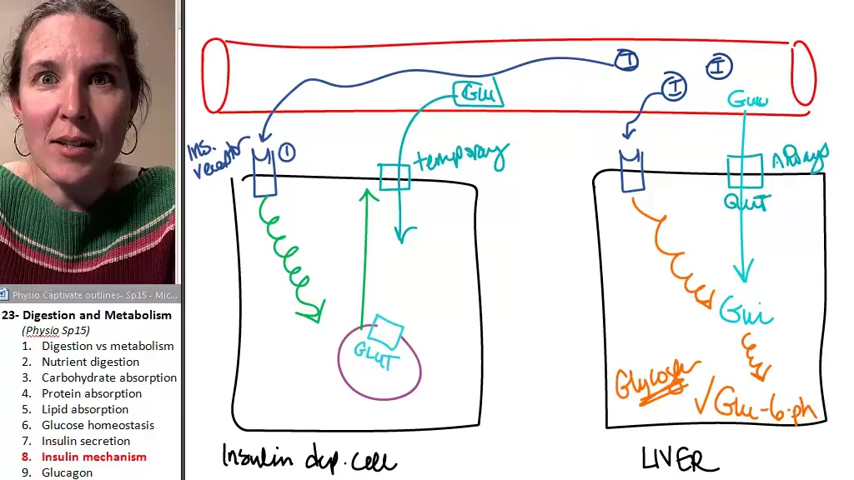 I
I
I
Glu
Gluc
Ins.
receptor
①
temporary
Always
GLUT
GLUT
Glu
Glycogen
√Glu-6-ph
Insulin dep. cell
LIVER
Physio Captivate outlines- Sp15 - Mic...
23- Digestion and Metabolism
(Physio Sp15)
1. Digestion vs metabolism
2. Nutrient digestion
3. Carbohydrate absorption
4. Protein absorption
5. Lipid absorption
6. Glucose homeostasis
7. Insulin secretion
8. Insulin mechanism
9. Glucagon